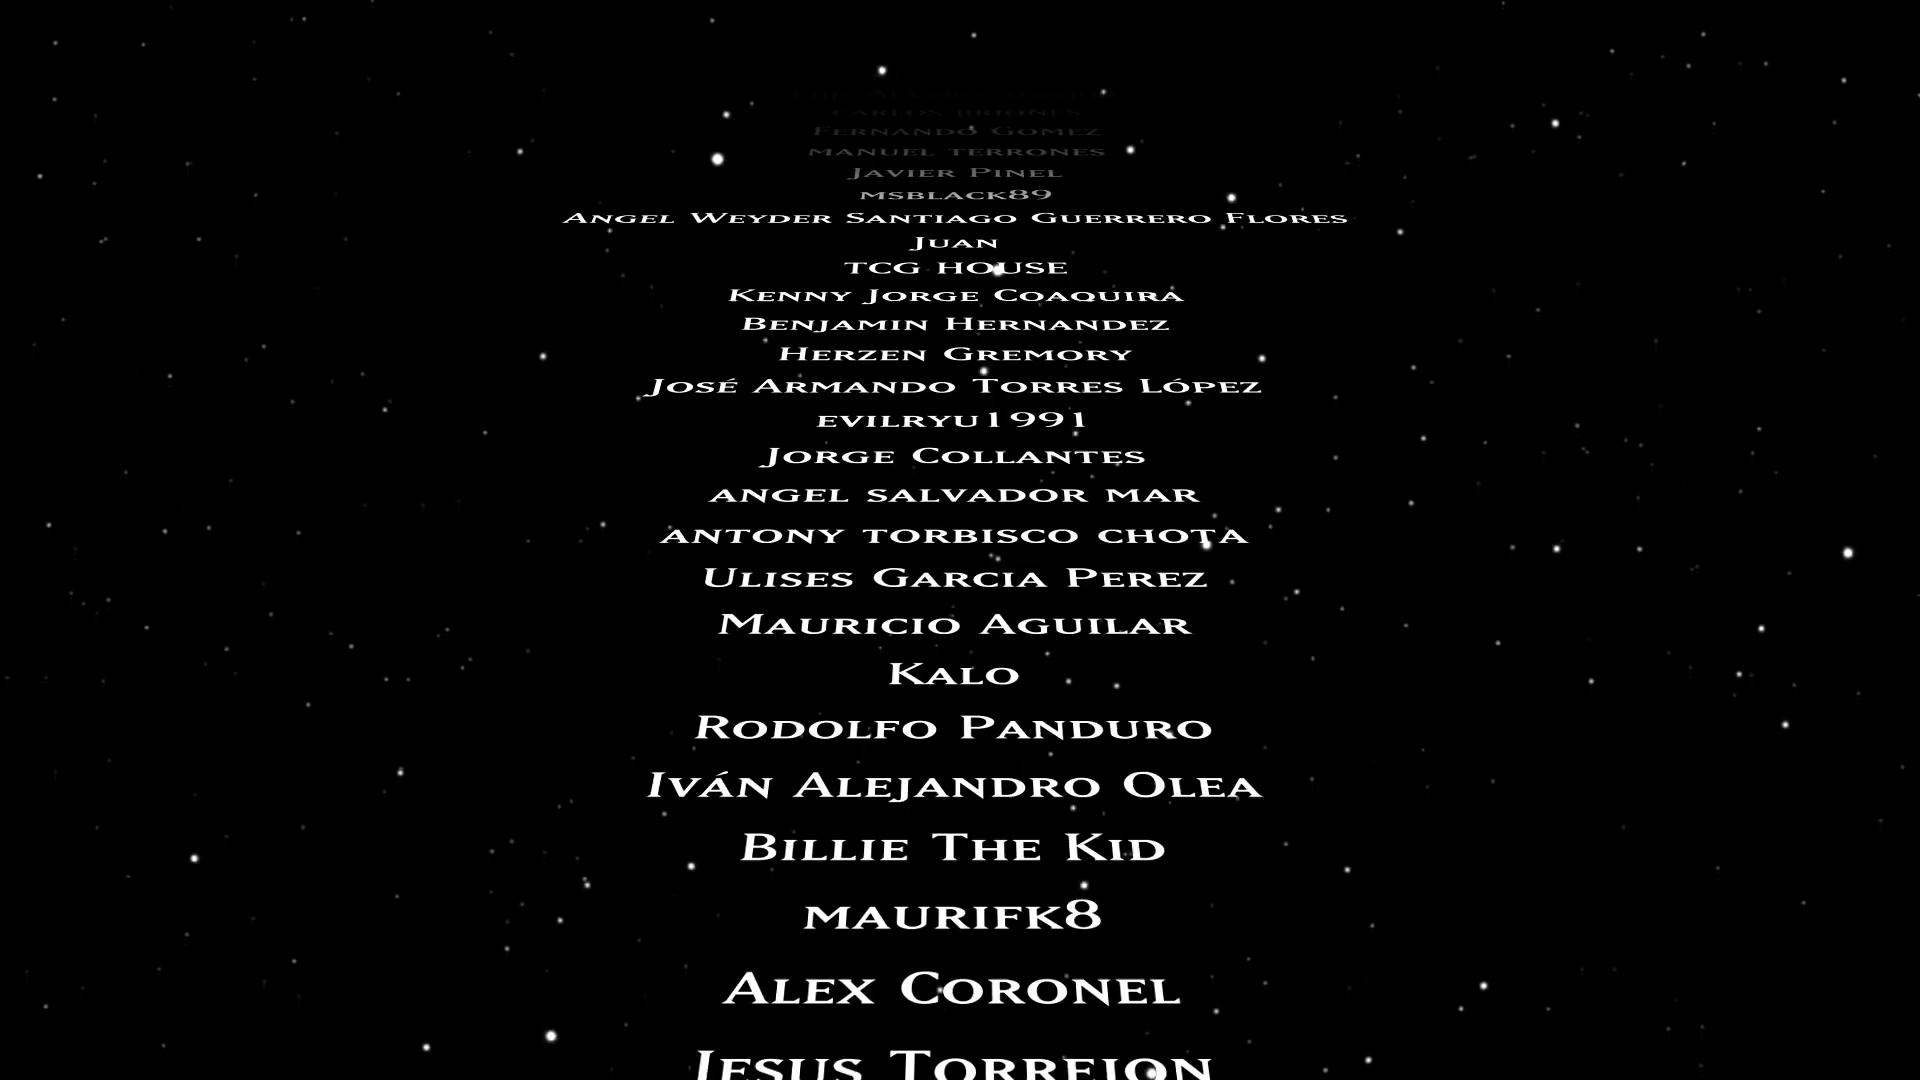 Carlos Briones
Fernando Gomez
manuel terrones
Javier Pinel
msblack89
Angel Weyder Santiago Guerrero Flores
Juan
TCG HOUSE
Kenny Jorge Coaquira
Benjamin Hernandez
Herzen Gremory
José Armando Torres López
evilryu1991
Jorge Collantes
angel salvador mar
antony torbisco chota
Ulises Garcia Perez
Mauricio Aguilar
Kalo
Rodolfo Panduro
Iván Alejandro Olea
Billie The Kid
maurifk8
Alex Coronel
Jesus Torrejon